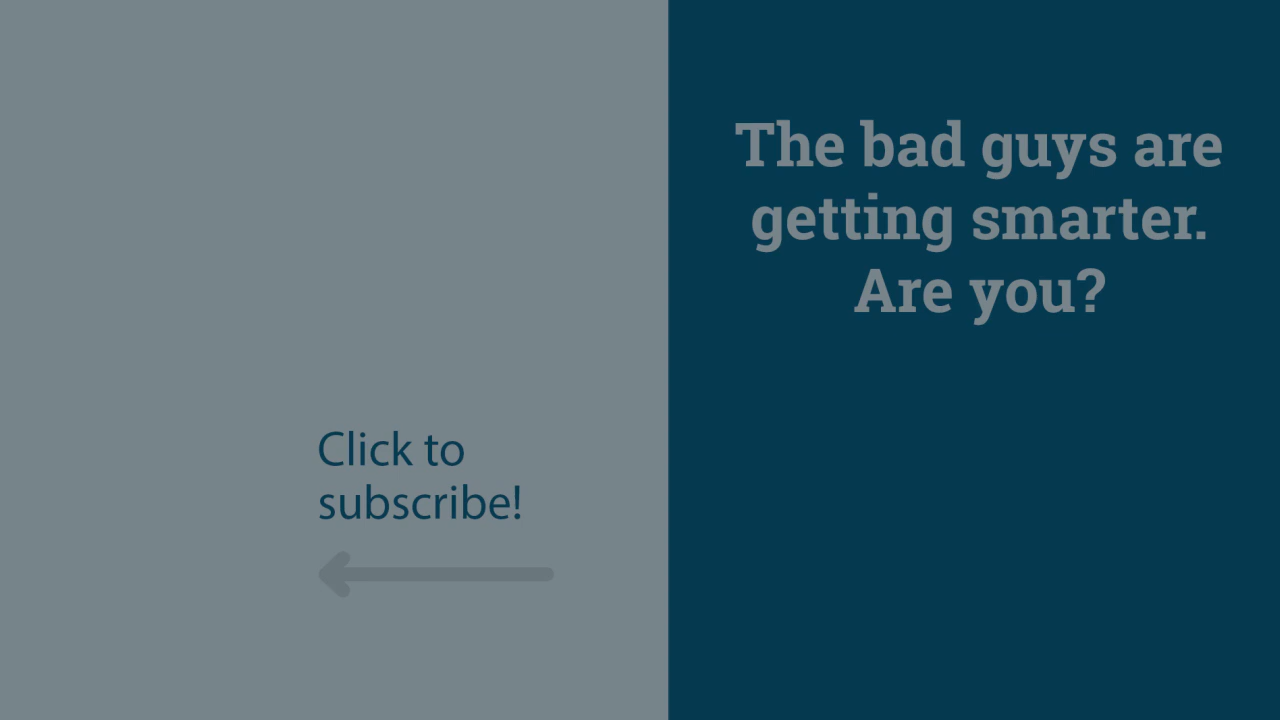 The bad guys are
getting smarter.
Are you?
Click to
subscribe!